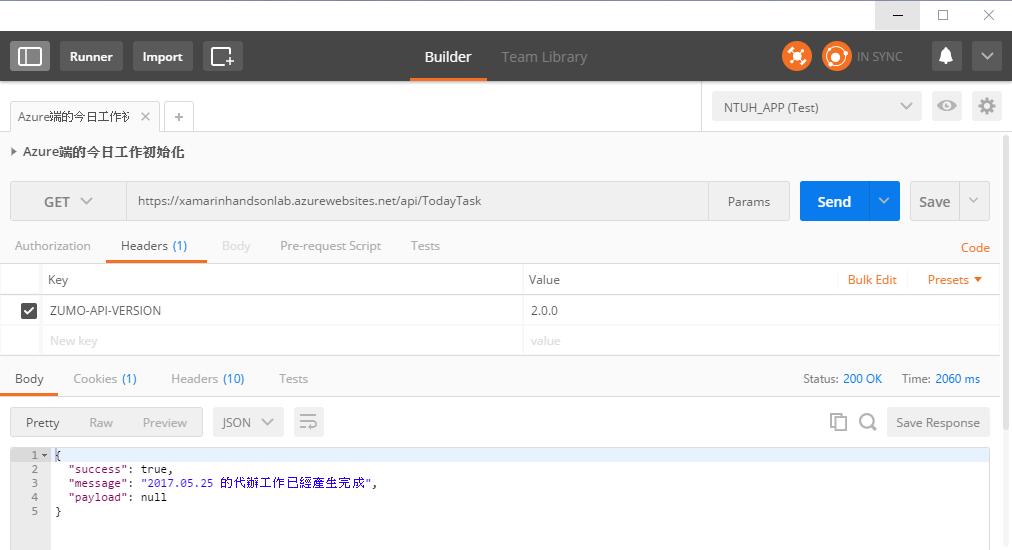 Runner Import Builder Team Library IN SYNC
Azure端的今日工作初 NTUH_APP (Test)
Azure端的今日工作初始化
GET https://xamarinhandsonlab.azurewebsites.net/api/TodayTask Params Send Save
Authorization Headers (1) Body Pre-request Script Tests Code
Key Value Bulk Edit Presets
ZUMO-API-VERSION 2.0.0
New key value
Body Cookies (1) Headers (10) Tests Status: 200 OK Time: 2060 ms
Pretty Raw Preview JSON Save Response
1 {
2 "success": true,
3 "message": "2017.05.25 的代辦工作已經產生完成",
4 "payload": null
5 }